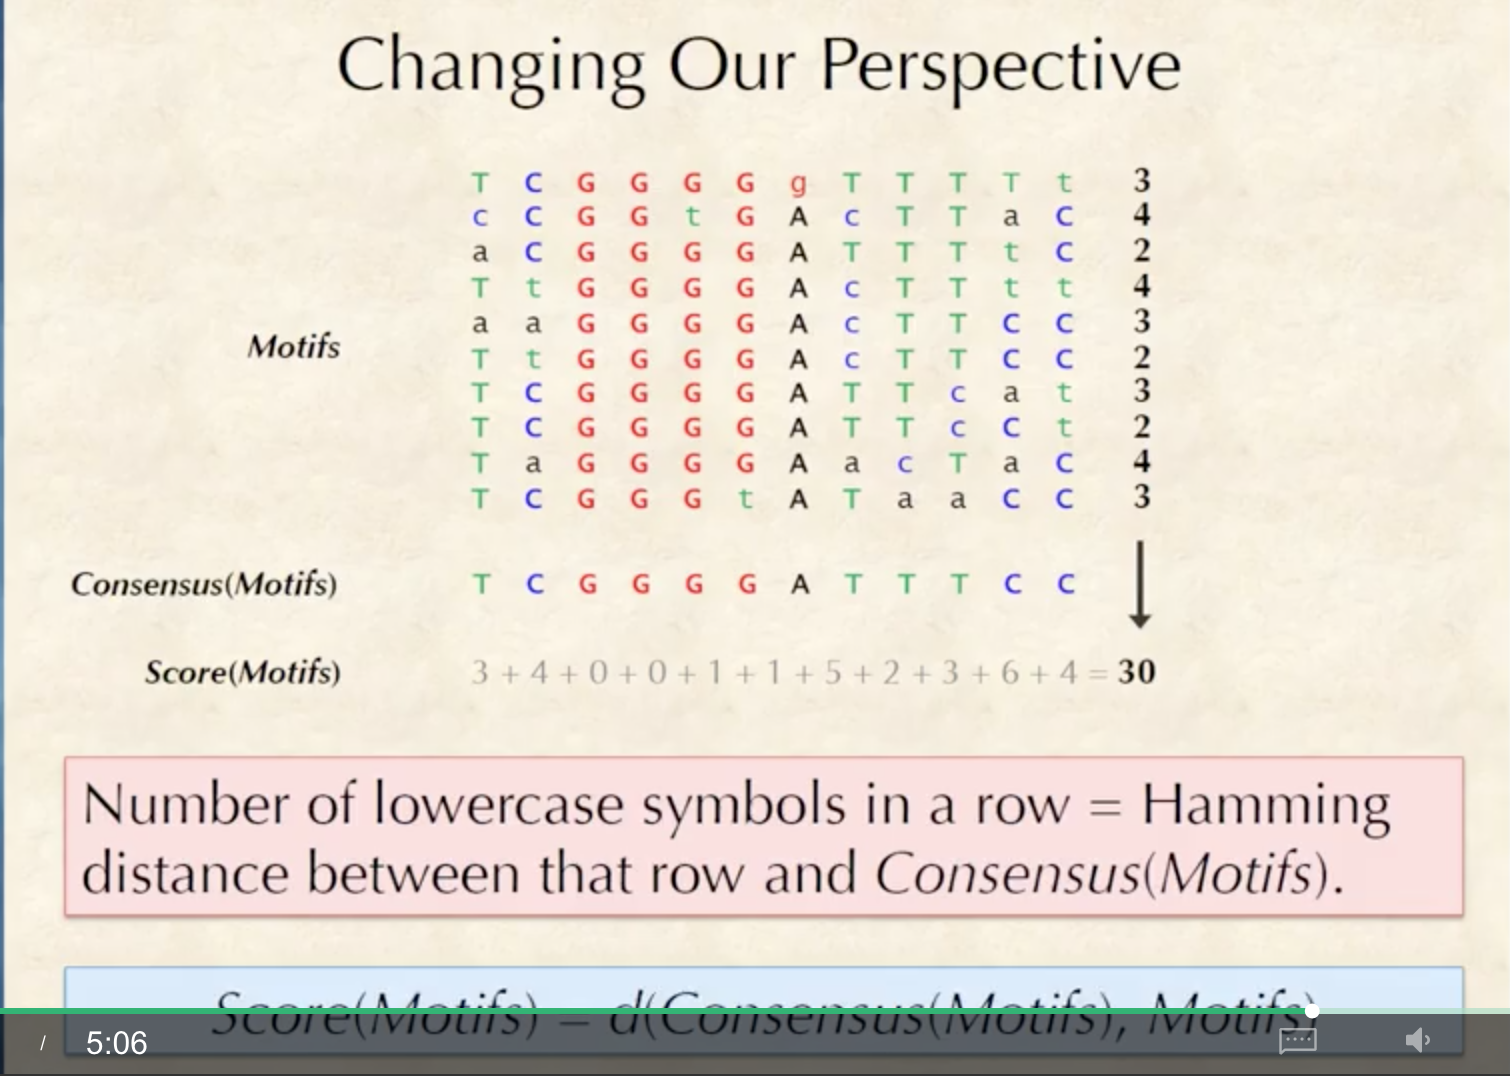 Changing Our Perspective
T C G G G G g T T T T t 3
c C G G t G A c T T a C 4
a C G G G G A T T T t C 2
T t G G G G A c T T t t 4
a a G G G G A c T T C C 3
Motifs
T t G G G G A c T T C C 2
T C G G G G A T T c a t 3
T C G G G G A T T c C t 2
T a G G G G A a c T a C 4
T C G G G t A T a a C C 3
Consensus(Motifs) T C G G G G A T T T C C
Score(Motifs) 3 + 4 + 0 + 0 + 1 + 1 + 5 + 2 + 3 + 6 + 4 = 30
Number of lowercase symbols in a row = Hamming
distance between that row and Consensus(Motifs).
Score(Motifs) = d(Consensus(Motifs), Motifs)
/ 5:06